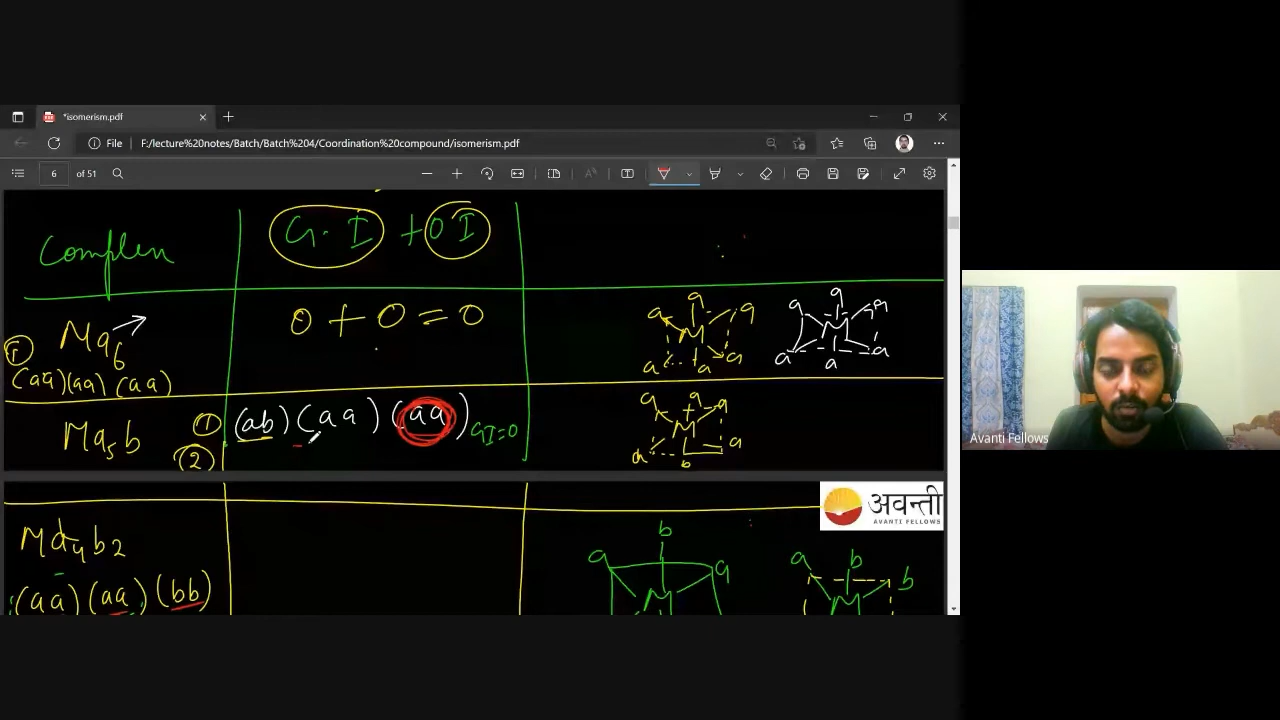 *isomerism.pdf
File F:/lecture%20notes/Batch/Batch%204/Coordination%20compound/isomerism.pdf
6 of 51
Complen G.I + OI
① Ma6 0 + 0 = 0
(aa)(aa)(aa)
a a a M a a a
a a a M a a a
Ma5b ① (ab)(aa)(aa) GI=0
②
a a a M a b a
अवन्ती
AVANTI FELLOWS
Ma4b2
(aa)(aa)(bb)
b a a M
a b b M
Avanti Fellows